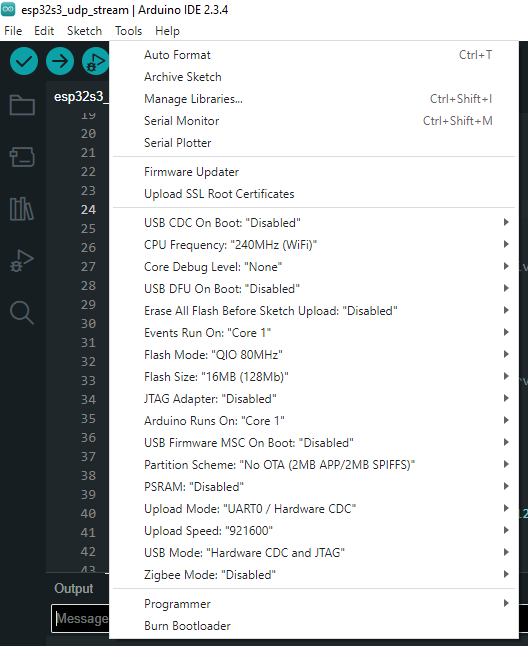 esp32s3_udp_stream | Arduino IDE 2.3.4
File Edit Sketch Tools Help
esp32s3_
Auto Format Ctrl+T
Archive Sketch
Manage Libraries... Ctrl+Shift+I
Serial Monitor Ctrl+Shift+M
Serial Plotter
Firmware Updater
Upload SSL Root Certificates
USB CDC On Boot: "Disabled"
CPU Frequency: "240MHz (WiFi)"
Core Debug Level: "None"
USB DFU On Boot: "Disabled"
Erase All Flash Before Sketch Upload: "Disabled"
Events Run On: "Core 1"
Flash Mode: "QIO 80MHz"
Flash Size: "16MB (128Mb)"
JTAG Adapter: "Disabled"
Arduino Runs On: "Core 1"
USB Firmware MSC On Boot: "Disabled"
Partition Scheme: "No OTA (2MB APP/2MB SPIFFS)"
PSRAM: "Disabled"
Upload Mode: "UART0 / Hardware CDC"
Upload Speed: "921600"
USB Mode: "Hardware CDC and JTAG"
Zigbee Mode: "Disabled"
Programmer
Burn Bootloader
19
20
21
22
23
24
25
26
27
28
29
30
31
32
33
34
35
36
37
38
39
40
41
42
43
Output
Message